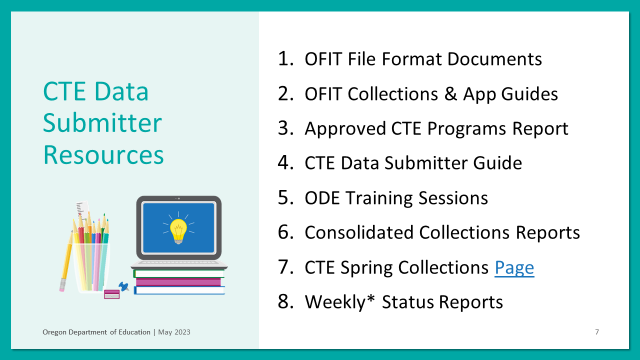 CTE Data
Submitter
Resources
1. OFIT File Format Documents
2. OFIT Collections & App Guides
3. Approved CTE Programs Report
4. CTE Data Submitter Guide
5. ODE Training Sessions
6. Consolidated Collections Reports
7. CTE Spring Collections Page
8. Weekly* Status Reports
Oregon Department of Education | May 2023
7